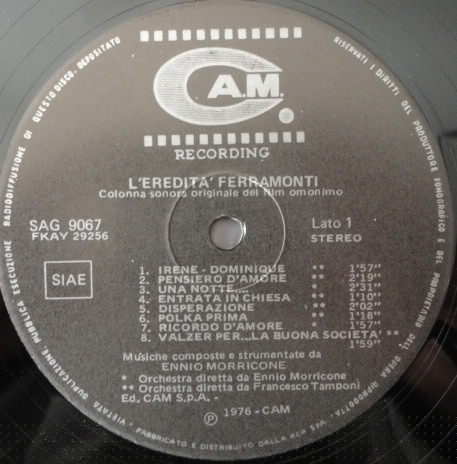 CAM.
RECORDING
L'EREDITA' FERRAMONTI
Colonna sonora originale del film omonimo
SAG 9067
FKAY 29256
Lato 1
STEREO
SIAE
1. IRENE - DOMINIQUE ** 1'57"
2. PENSIERO D'AMORE ** 2'19"
3. UNA NOTTE.... * 2'31"
4. ENTRATA IN CHIESA ** 1'10"
5. DISPERAZIONE ** 2'02"
6. POLKA PRIMA ** 1'18"
7. RICORDO D'AMORE * 1'57"
8. VALZER PER...LA BUONA SOCIETA' **
1'59"
Musiche composte e strumentate da
ENNIO MORRICONE
* Orchestra diretta da Ennio Morricone
** Orchestra diretta da Francesco Tamponi
Ed. CAM S.p.A. -
℗ 1976 - CAM
RISERVATI I DIRITTI DEL PRODUTTORE FONOGRAFICO E DEL PROPRIETARIO DELL'OPERA RIPRODOTTA.
VIETATA DUPLICAZIONE, PUBBLICA ESECUZIONE RADIODIFFUSIONE DI QUESTO DISCO. DEPOSITATO
FABBRICATO E DISTRIBUITO DALLA RCA SPA.